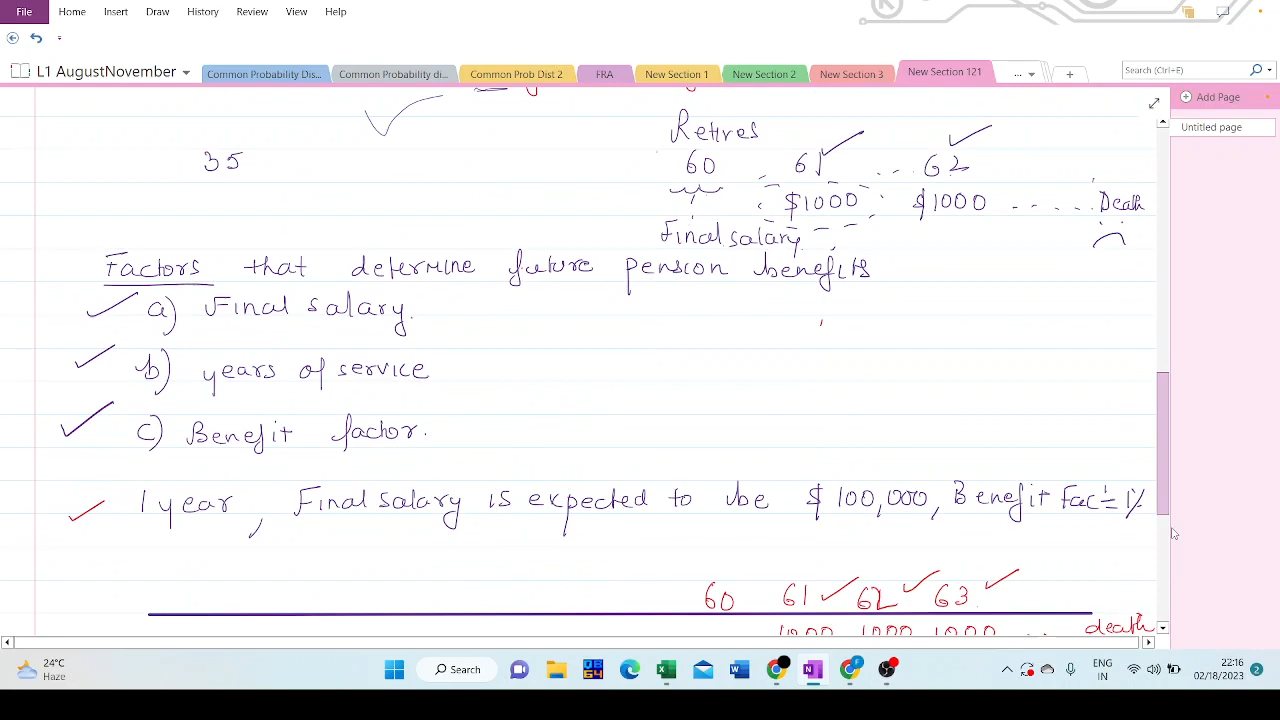 File Home Insert Draw History Review View Help
L1 AugustNovember Common Probability Dis... Common Probability di... Common Prob Dist 2 FRA New Section 1 New Section 2 New Section 3 New Section 121 ... + Search (Ctrl+E)
Add Page
Untitled page
Retires
35 60 61 .. 62
$1000 $1000 ..... Death
Final salary
Factors that determine future pension benefits
a) Final salary.
b) years of service
c) Benefit factor.
1 year, Final salary is expected to be $100,000, Benefit Fac = 1%
60 61 62 63
1000 1000 1000 ... death
24°C
Haze
Search
ENG
IN
22:16
02/18/2023
2